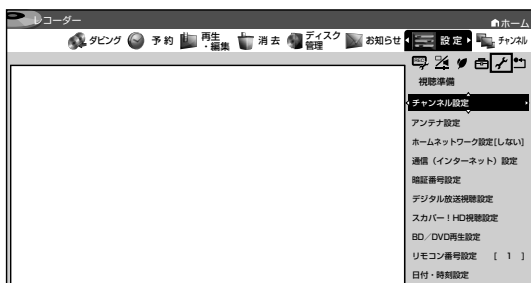 レコーダー
ホーム
ダビング 予約 再生・編集 消去 ディスク管理 お知らせ 設定 チャンネル
視聴準備
チャンネル設定
アンテナ設定
ホームネットワーク設定[しない]
通信(インターネット)設定
暗証番号設定
デジタル放送視聴設定
スカパー!HD視聴設定
BD/DVD再生設定
リモコン番号設定 [ 1 ]
日付・時刻設定